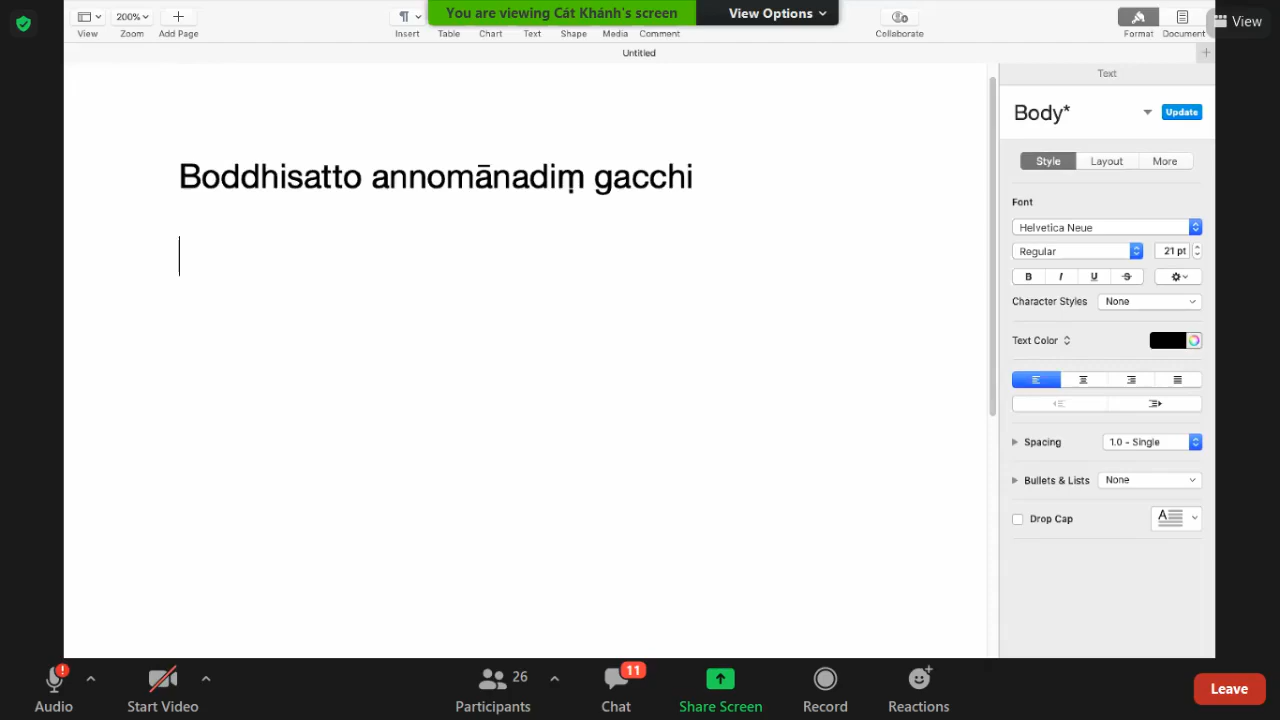 You are viewing Cát Khánh's screen
View Options
View
200%
View
Zoom
Add Page
Insert
Table
Chart
Text
Shape
Media
Comment
Collaborate
Format
Document
Untitled
Text
Body*
Update
Style
Layout
More
Boddhisatto annomānadiṃ gacchi
Font
Helvetica Neue
Regular
21 pt
B I U S
Character Styles
None
Text Color
Spacing
1.0 - Single
Bullets & Lists
None
Drop Cap
A
Audio
Start Video
26
Participants
11
Chat
Share Screen
Record
Reactions
Leave